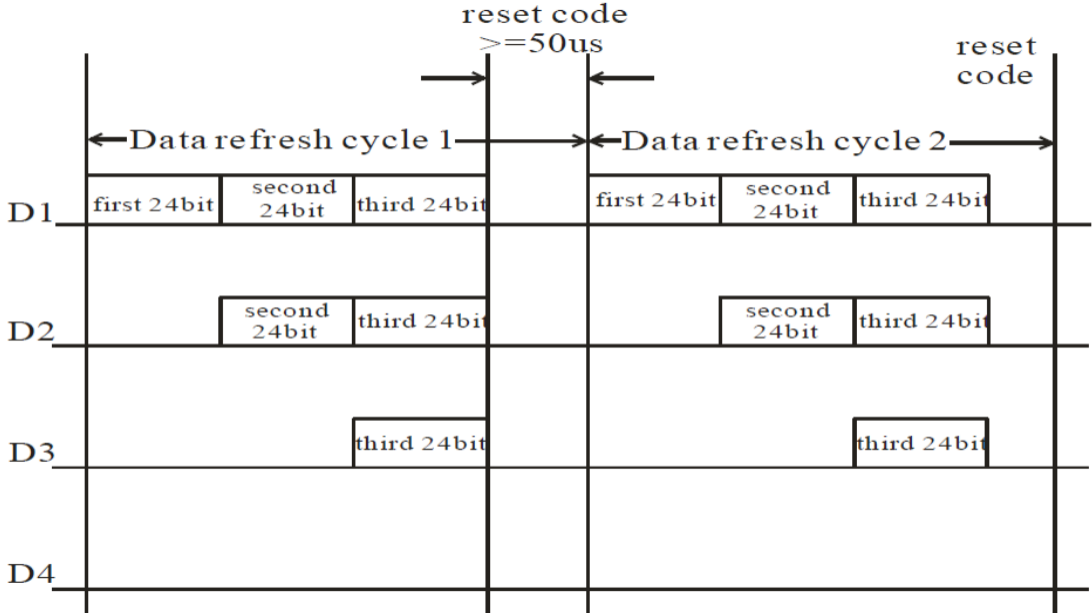 reset code
>=50us
reset
code
Data refresh cycle 1
Data refresh cycle 2
D1
first 24bit
second
24bit
third 24bit
first 24bit
second
24bit
third 24bit
D2
second
24bit
third 24bit
second
24bit
third 24bit
D3
third 24bit
third 24bit
D4